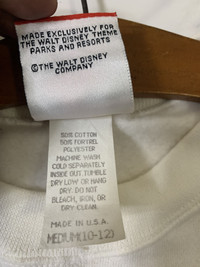 MADE EXCLUSIVELY FOR
THE WALT DISNEY THEME
PARKS AND RESORTS
©THE WALT DISNEY
COMPANY
50% COTTON
50% FORTREL
POLYESTER
MACHINE WASH
COLD SEPARATELY
INSIDE OUT. TUMBLE
DRY LOW OR HANG
DRY. DO NOT
BLEACH, IRON, OR
DRY-CLEAN.
MADE IN U.S.A.
MEDIUM(10-12)